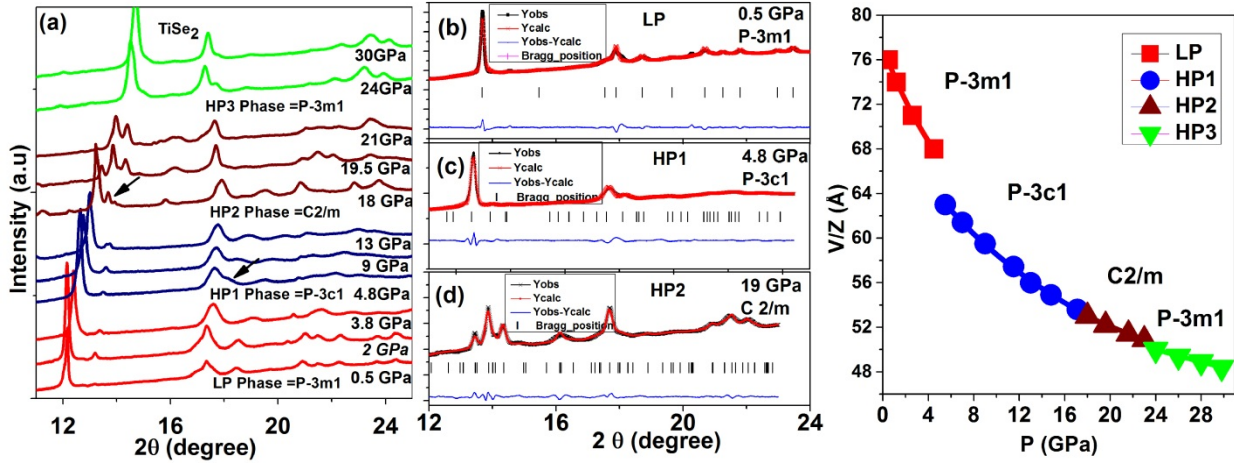 (a)
TiSe2
30GPa
24GPa
HP3 Phase =P-3m1
21GPa
19.5 GPa
18 GPa
HP2 Phase =C2/m
13 GPa
9 GPa
4.8GPa
HP1 Phase =P-3c1
3.8 GPa
2 GPa
0.5 GPa
LP Phase =P-3m1
Intensity (a.u)
12 16 20 24
2θ (degree)
(b)
Yobs
Ycalc
Yobs-Ycalc
Bragg_position
0.5 GPa
P-3m1
LP
(c)
HP1
Yobs
Ycalc
Yobs-Ycalc
Bragg_position
4.8 GPa
P-3c1
(d)
HP2
Yobs
Ycalc
Yobs-Ycalc
Bragg_position
19 GPa
C 2/m
12 16 20 24
2 θ (degree)
V/Z (Å)
76
72
68
64
60
56
52
48
P-3m1
P-3c1
C2/m
P-3m1
LP
HP1
HP2
HP3
0 4 8 12 16 20 24 28
P (GPa)